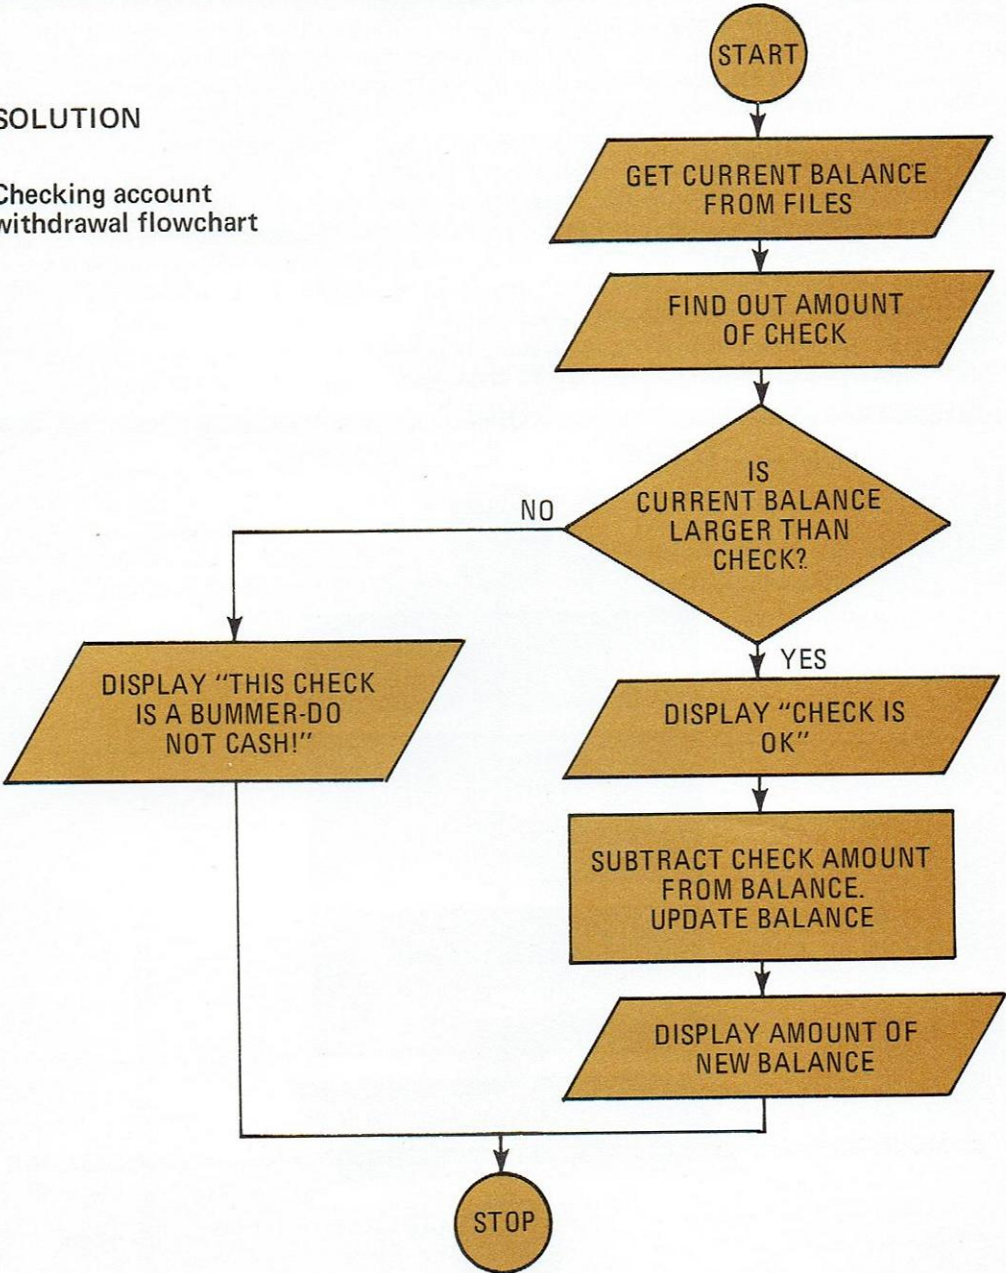 SOLUTION
Checking account
withdrawal flowchart
START
GET CURRENT BALANCE
FROM FILES
FIND OUT AMOUNT
OF CHECK
IS
CURRENT BALANCE
LARGER THAN
CHECK?
NO
YES
DISPLAY "THIS CHECK
IS A BUMMER-DO
NOT CASH!"
DISPLAY "CHECK IS
OK"
SUBTRACT CHECK AMOUNT
FROM BALANCE.
UPDATE BALANCE
DISPLAY AMOUNT OF
NEW BALANCE
STOP